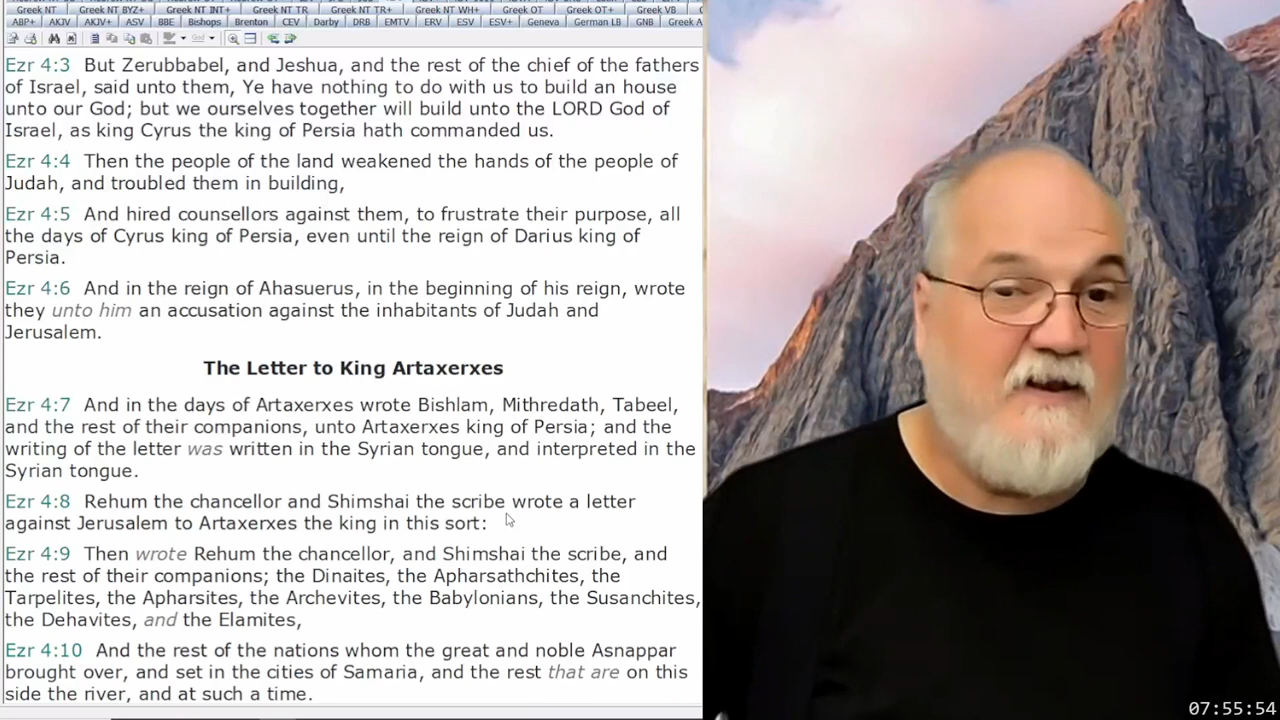 Greek NT Greek NT BYZ+ Greek NT INT+ Greek NT TR Greek NT TR+ Greek NT WH+ Greek OT Greek OT+ Greek VB
ABP+ AKJV AKJV+ ASV BBE Bishops Brenton CEV Darby DRB EMTV ERV ESV ESV+ Geneva German LB GNB Greek A
Ezr 4:3 But Zerubbabel, and Jeshua, and the rest of the chief of the fathers
of Israel, said unto them, Ye have nothing to do with us to build an house
unto our God; but we ourselves together will build unto the LORD God of
Israel, as king Cyrus the king of Persia hath commanded us.
Ezr 4:4 Then the people of the land weakened the hands of the people of
Judah, and troubled them in building,
Ezr 4:5 And hired counsellors against them, to frustrate their purpose, all
the days of Cyrus king of Persia, even until the reign of Darius king of
Persia.
Ezr 4:6 And in the reign of Ahasuerus, in the beginning of his reign, wrote
they unto him an accusation against the inhabitants of Judah and
Jerusalem.
The Letter to King Artaxerxes
Ezr 4:7 And in the days of Artaxerxes wrote Bishlam, Mithredath, Tabeel,
and the rest of their companions, unto Artaxerxes king of Persia; and the
writing of the letter was written in the Syrian tongue, and interpreted in the
Syrian tongue.
Ezr 4:8 Rehum the chancellor and Shimshai the scribe wrote a letter
against Jerusalem to Artaxerxes the king in this sort:
Ezr 4:9 Then wrote Rehum the chancellor, and Shimshai the scribe, and
the rest of their companions; the Dinaites, the Apharsathchites, the
Tarpelites, the Apharsites, the Archevites, the Babylonians, the Susanchites,
the Dehavites, and the Elamites,
Ezr 4:10 And the rest of the nations whom the great and noble Asnappar
brought over, and set in the cities of Samaria, and the rest that are on this
side the river, and at such a time.
07:55:54